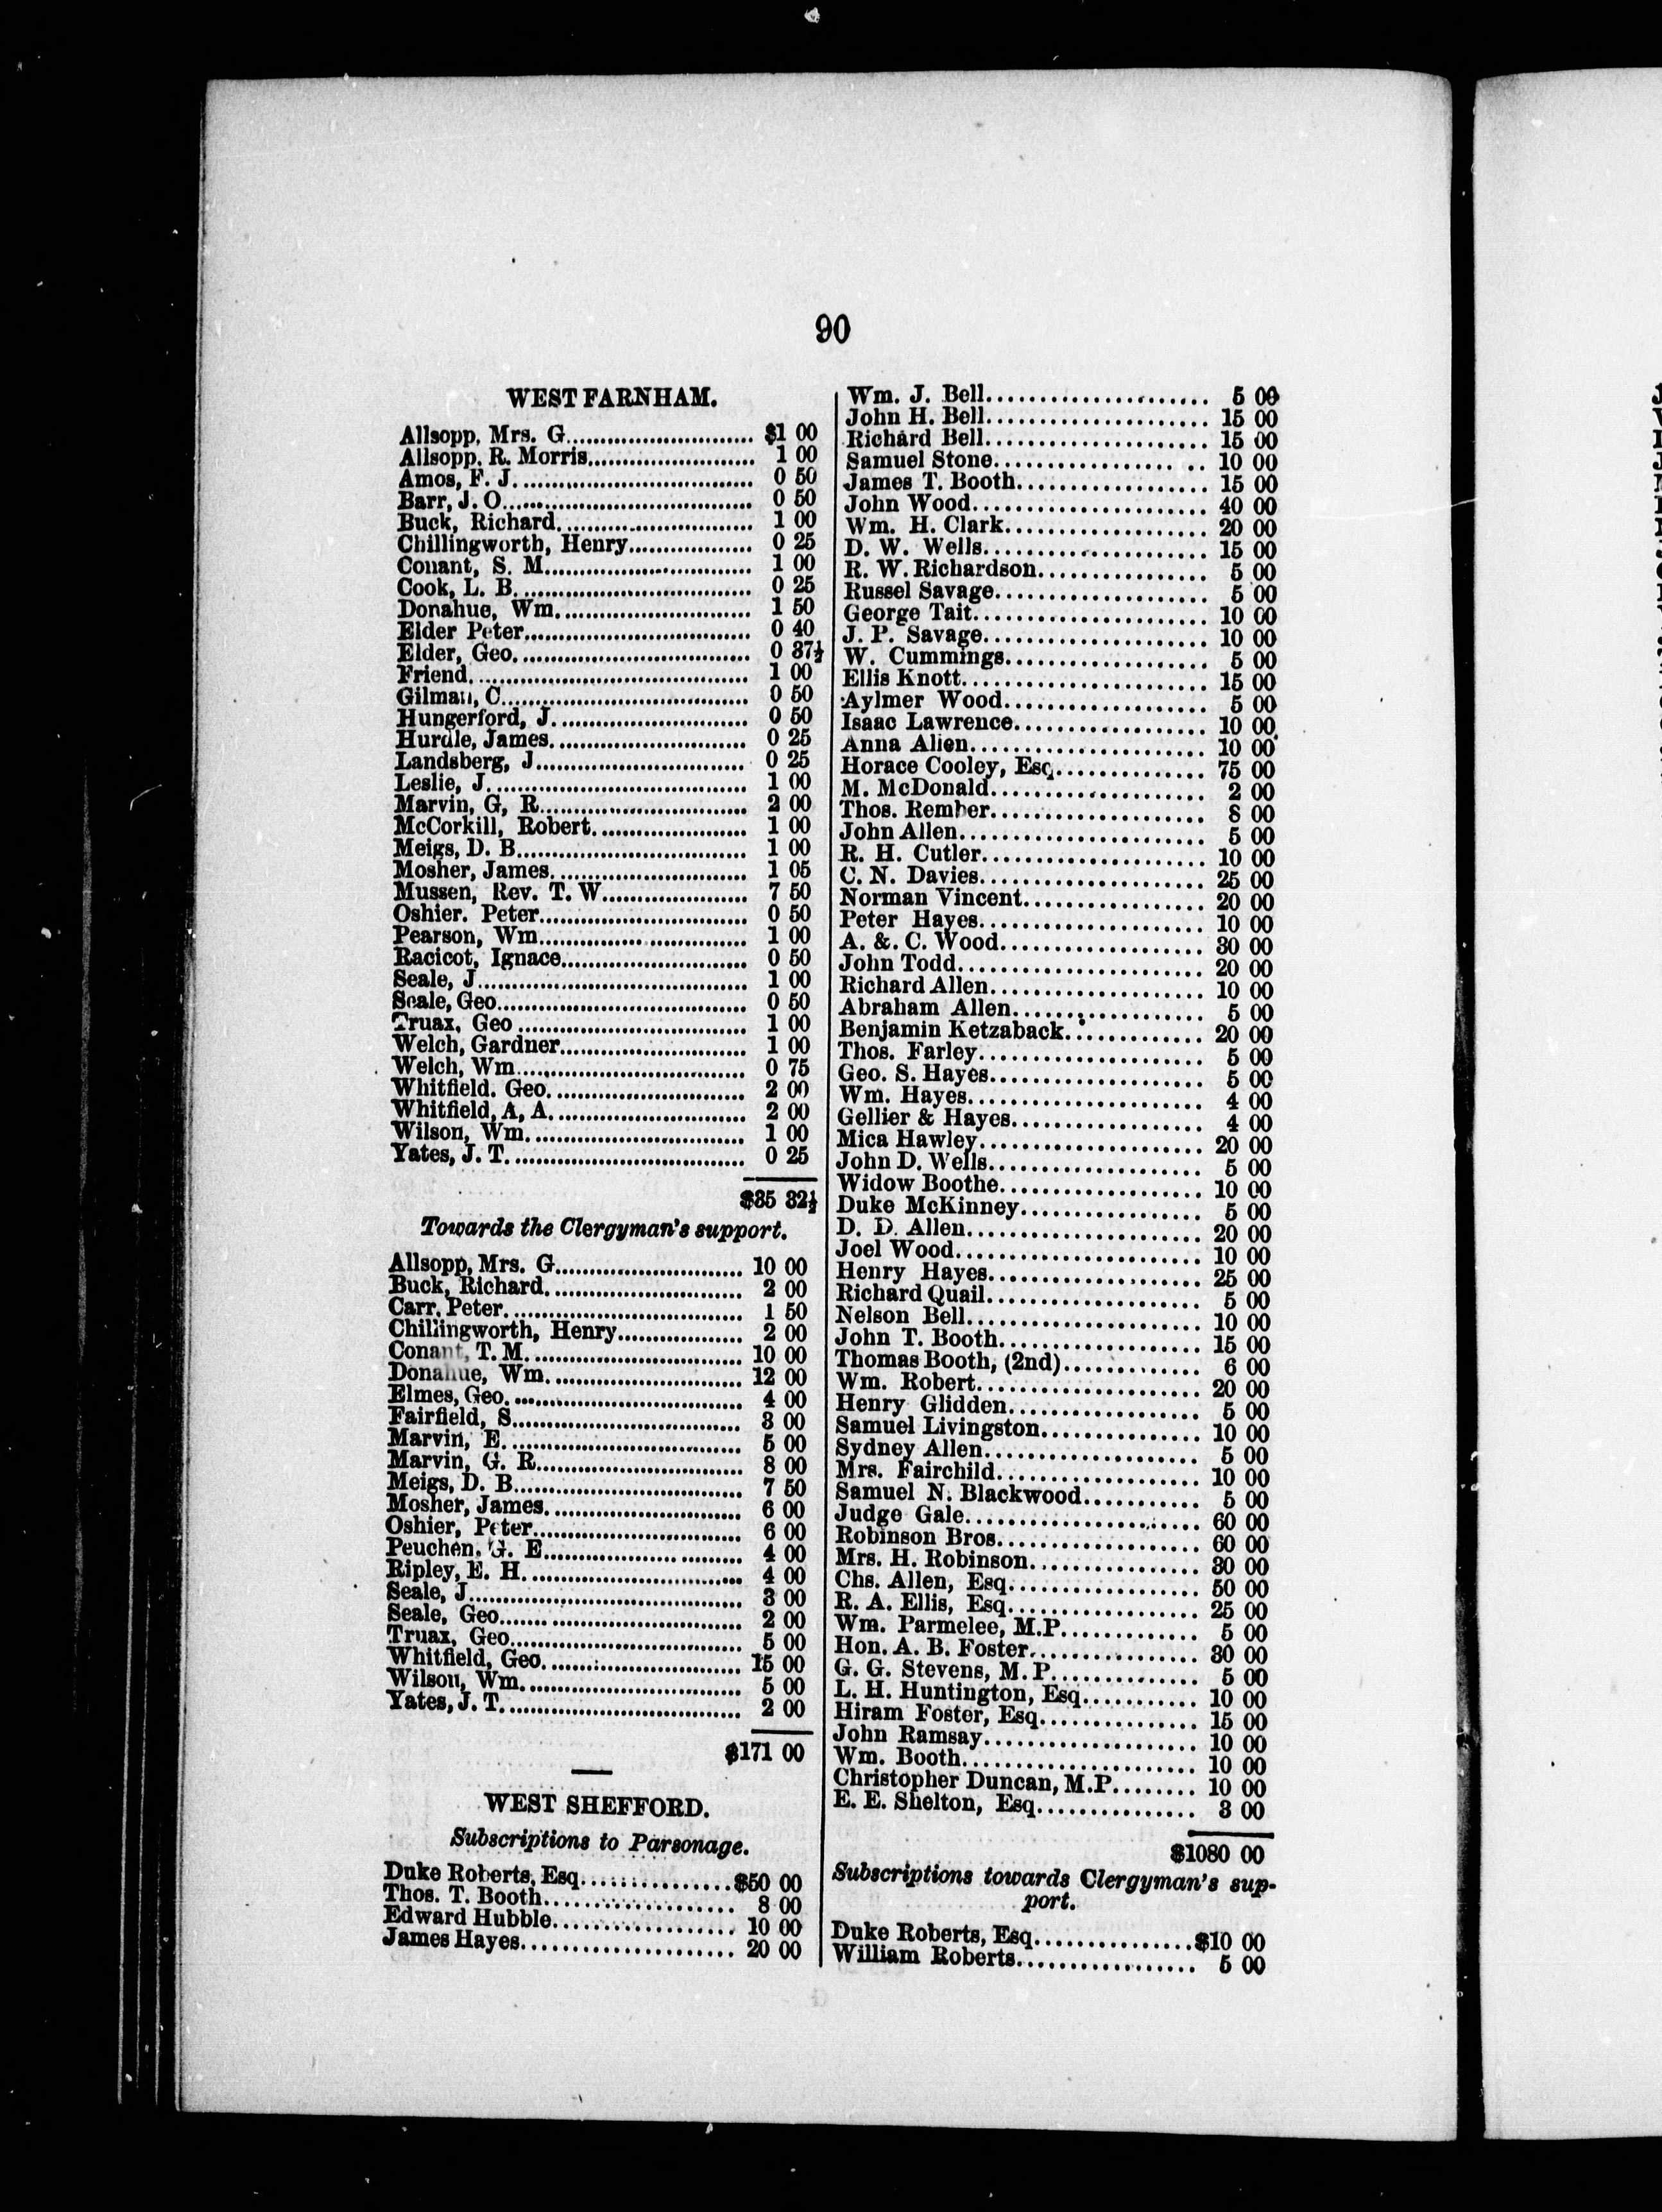 90
WEST FARNHAM.
Allsopp, Mrs. G........................... $1 00
Allsopp, R. Morris........................ 1 00
Amos, F. J................................... 0 50
Barr, J. O.................................... 0 50
Buck, Richard............................ 1 00
Chillingworth, Henry.................. 0 25
Conant, S. M.............................. 1 00
Cook, L. B.................................. 0 25
Donahue, Wm............................ 1 50
Elder Peter................................ 0 40
Elder, Geo.................................. 0 37½
Friend........................................ 1 00
Gilman, C................................... 0 50
Hungerford, J............................ 0 50
Hurdle, James............................ 0 25
Landsberg, J.............................. 0 25
Leslie, J...................................... 1 00
Marvin, G, R.............................. 2 00
McCorkill, Robert...................... 1 00
Meigs, D. B................................. 1 00
Mosher, James............................ 1 05
Mussen, Rev. T. W..................... 7 50
Oshier. Peter.............................. 0 50
Pearson, Wm.............................. 1 00
Racicot, Ignace........................... 0 50
Seale, J....................................... 1 00
Seale, Geo.................................... 0 50
Truax, Geo ................................. 1 00
Welch, Gardner........................... 1 00
Welch, Wm................................. 0 75
Whitfield. Geo............................ 2 00
Whitfield, A, A............................ 2 00
Wilson, Wm................................ 1 00
Yates, J. T................................... 0 25
$35 32½
Towards the Clergyman's support.
Allsopp, Mrs. G........................... 10 00
Buck, Richard............................. 2 00
Carr, Peter................................... 1 50
Chillingworth, Henry.................. 2 00
Conant, T. M............................... 10 00
Donahue, Wm............................ 12 00
Elmes, Geo.................................. 4 00
Fairfield, S................................. 3 00
Marvin, E................................... 5 00
Marvin, G. R.............................. 8 00
Meigs, D. B................................. 7 50
Mosher, James............................ 6 00
Oshier, Peter.............................. 6 00
Peuchen, G. E............................ 4 00
Ripley, E. H................................ 4 00
Seale, J....................................... 3 00
Seale, Geo................................... 2 00
Truax, Geo.................................. 5 00
Whitfield, Geo............................. 15 00
Wilson, Wm................................ 5 00
Yates, J. T................................... 2 00
$171 00
WEST SHEFFORD.
Subscriptions to Parsonage.
Duke Roberts, Esq................$50 00
Thos. T. Booth.................... 8 00
Edward Hubble................... 10 00
James Hayes...................... 20 00
Wm. J. Bell....................... 5 00
John H. Bell....................... 15 00
Richard Bell....................... 15 00
Samuel Stone...................... 10 00
James T. Booth................... 15 00
John Wood........................ 40 00
Wm. H. Clark.................... 20 00
D. W. Wells....................... 15 00
R. W. Richardson................ 5 00
Russel Savage..................... 5 00
George Tait........................ 10 00
J. P. Savage....................... 10 00
W. Cummings.................... 5 00
Ellis Knott......................... 15 00
Aylmer Wood..................... 5 00
Isaac Lawrence................... 10 00
Anna Allen........................ 10 00
Horace Cooley, Esq............... 75 00
M. McDonald..................... 2 00
Thos. Rember..................... 8 00
John Allen......................... 5 00
R. H. Cutler....................... 10 00
C. N. Davies....................... 25 00
Norman Vincent.................. 20 00
Peter Hayes....................... 10 00
A. &. C. Wood.................... 30 00
John Todd......................... 20 00
Richard Allen..................... 10 00
Abraham Allen................... 5 00
Benjamin Ketzaback.............. 20 00
Thos. Farley....................... 5 00
Geo. S. Hayes..................... 5 00
Wm. Hayes....................... 4 00
Gellier & Hayes................... 4 00
Mica Hawley...................... 20 00
John D. Wells..................... 5 00
Widow Boothe.................... 10 00
Duke McKinney.................. 5 00
D. D. Allen........................ 20 00
Joel Wood......................... 10 00
Henry Hayes..................... 25 00
Richard Quail..................... 5 00
Nelson Bell........................ 10 00
John T. Booth.................... 15 00
Thomas Booth, (2nd)............. 6 00
Wm. Robert....................... 20 00
Henry Glidden................... 5 00
Samuel Livingston............... 10 00
Sydney Allen..................... 5 00
Mrs. Fairchild.................... 10 00
Samuel N. Blackwood........... 5 00
Judge Gale........................ 60 00
Robinson Bros.................... 60 00
Mrs. H. Robinson................. 30 00
Chs. Allen, Esq................... 50 00
R. A. Ellis, Esq................... 25 00
Wm. Parmelee, M.P............. 5 00
Hon. A. B. Foster................. 30 00
G. G. Stevens, M. P............... 5 00
L. H. Huntington, Esq........... 10 00
Hiram Foster, Esq................ 15 00
John Ramsay..................... 10 00
Wm. Booth........................ 10 00
Christopher Duncan, M.P........ 10 00
E. E. Shelton, Esq................ 3 00
$1080 00
Subscriptions towards Clergyman's sup-
port.
Duke Roberts, Esq................$10 00
William Roberts.................. 5 00